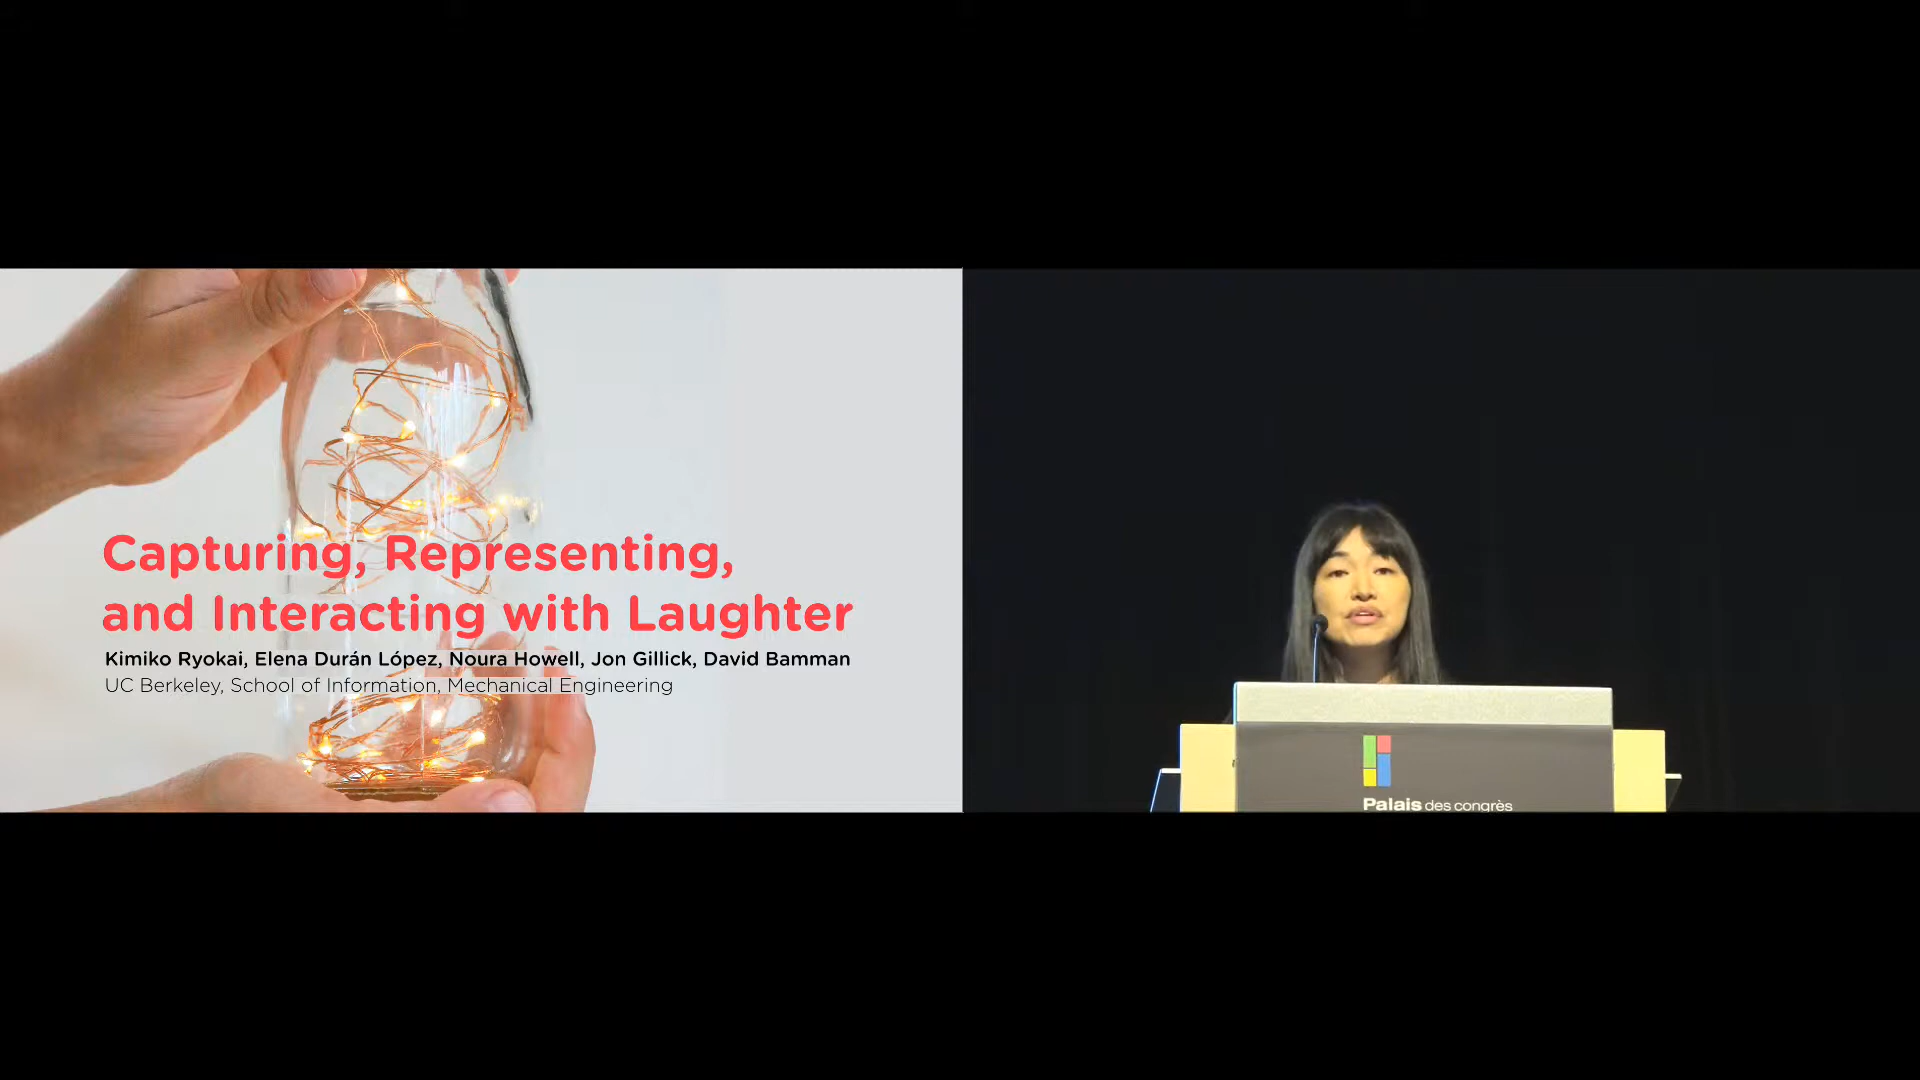 Capturing, Representing,
and Interacting with Laughter
Kimiko Ryokai, Elena Durán López, Noura Howell, Jon Gillick, David Bamman
UC Berkeley, School of Information, Mechanical Engineering
Palais des congrès